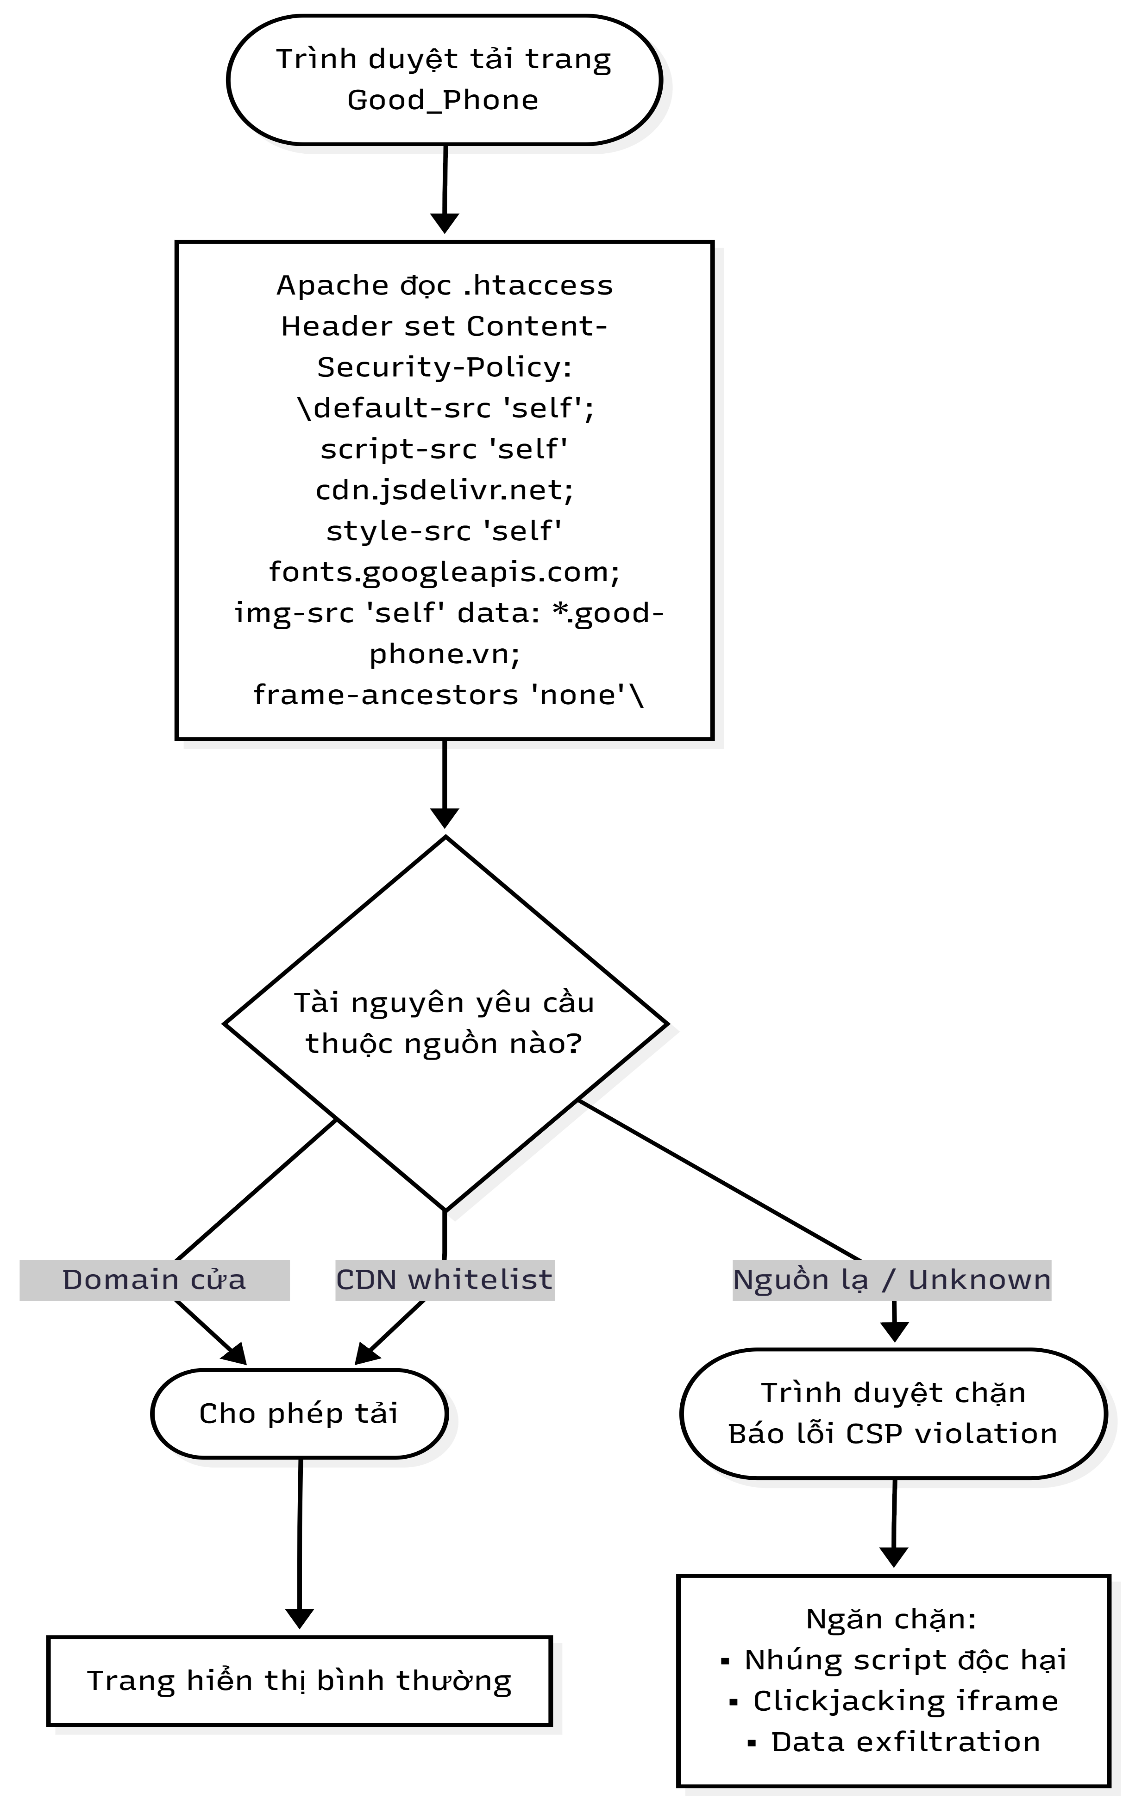 Trình duyệt tải trang
Good_Phone
Apache đọc .htaccess
Header set Content-
Security-Policy:
\default-src 'self';
script-src 'self'
cdn.jsdelivr.net;
style-src 'self'
fonts.googleapis.com;
img-src 'self' data: *.good-
phone.vn;
frame-ancestors 'none'\
Tài nguyên yêu cầu
thuộc nguồn nào?
Domain cửa
CDN whitelist
Nguồn lạ / Unknown
Cho phép tải
Trình duyệt chặn
Báo lỗi CSP violation
Trang hiển thị bình thường
Ngăn chặn:
▪ Nhúng script độc hại
▪ Clickjacking iframe
▪ Data exfiltration